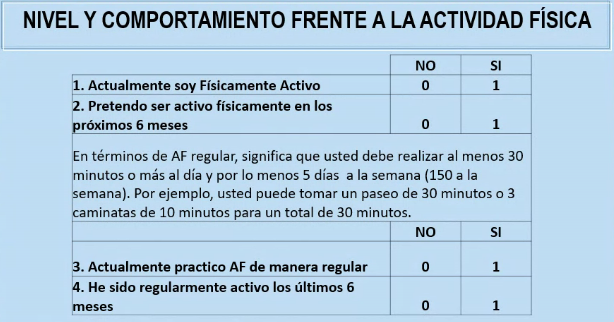 NIVEL Y COMPORTAMIENTO FRENTE A LA ACTIVIDAD FÍSICA
NO SI
1. Actualmente soy Físicamente Activo 0 1
2. Pretendo ser activo físicamente en los
próximos 6 meses 0 1
En términos de AF regular, significa que usted debe realizar al menos 30
minutos o más al día y por lo menos 5 días a la semana (150 a la
semana). Por ejemplo, usted puede tomar un paseo de 30 minutos o 3
caminatas de 10 minutos para un total de 30 minutos.
NO SI
3. Actualmente practico AF de manera regular 0 1
4. He sido regularmente activo los últimos 6
meses 0 1